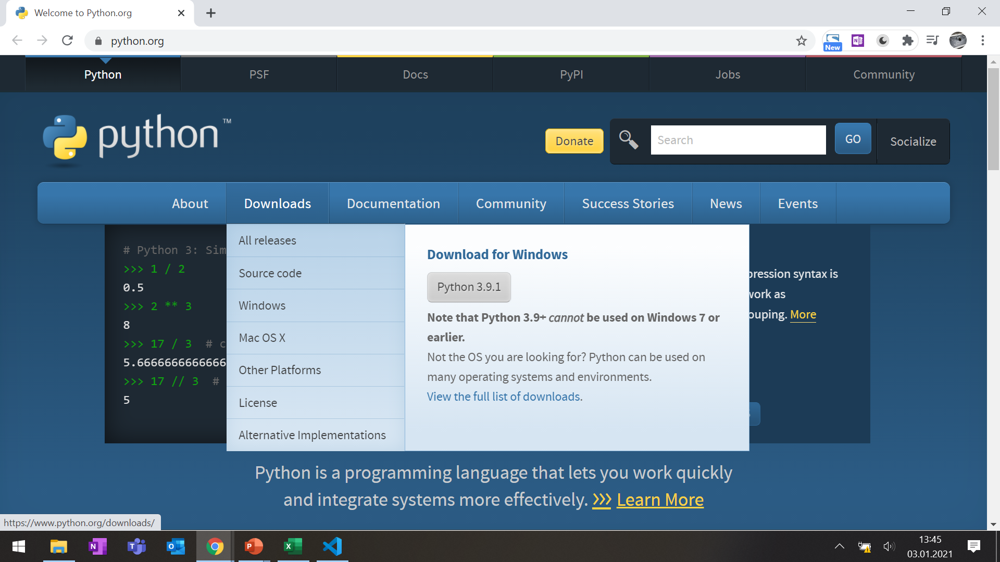 Welcome to Python.org
python.org
New
Python
PSF
Docs
PyPI
Jobs
Community
python™
Donate
Search
GO
Socialize
About
Downloads
Documentation
Community
Success Stories
News
Events
# Python 3: Sim
>>> 1 / 2
0.5
>>> 2 ** 3
8
>>> 17 / 3 # c
5.6666666666666
>>> 17 // 3 #
5
All releases
Source code
Windows
Mac OS X
Other Platforms
License
Alternative Implementations
Download for Windows
Python 3.9.1
Note that Python 3.9+ cannot be used on Windows 7 or
earlier.
Not the OS you are looking for? Python can be used on
many operating systems and environments.
View the full list of downloads.
pression syntax is
work as
ouping. More
Python is a programming language that lets you work quickly
and integrate systems more effectively. >>> Learn More
https://www.python.org/downloads/
13:45
03.01.2021